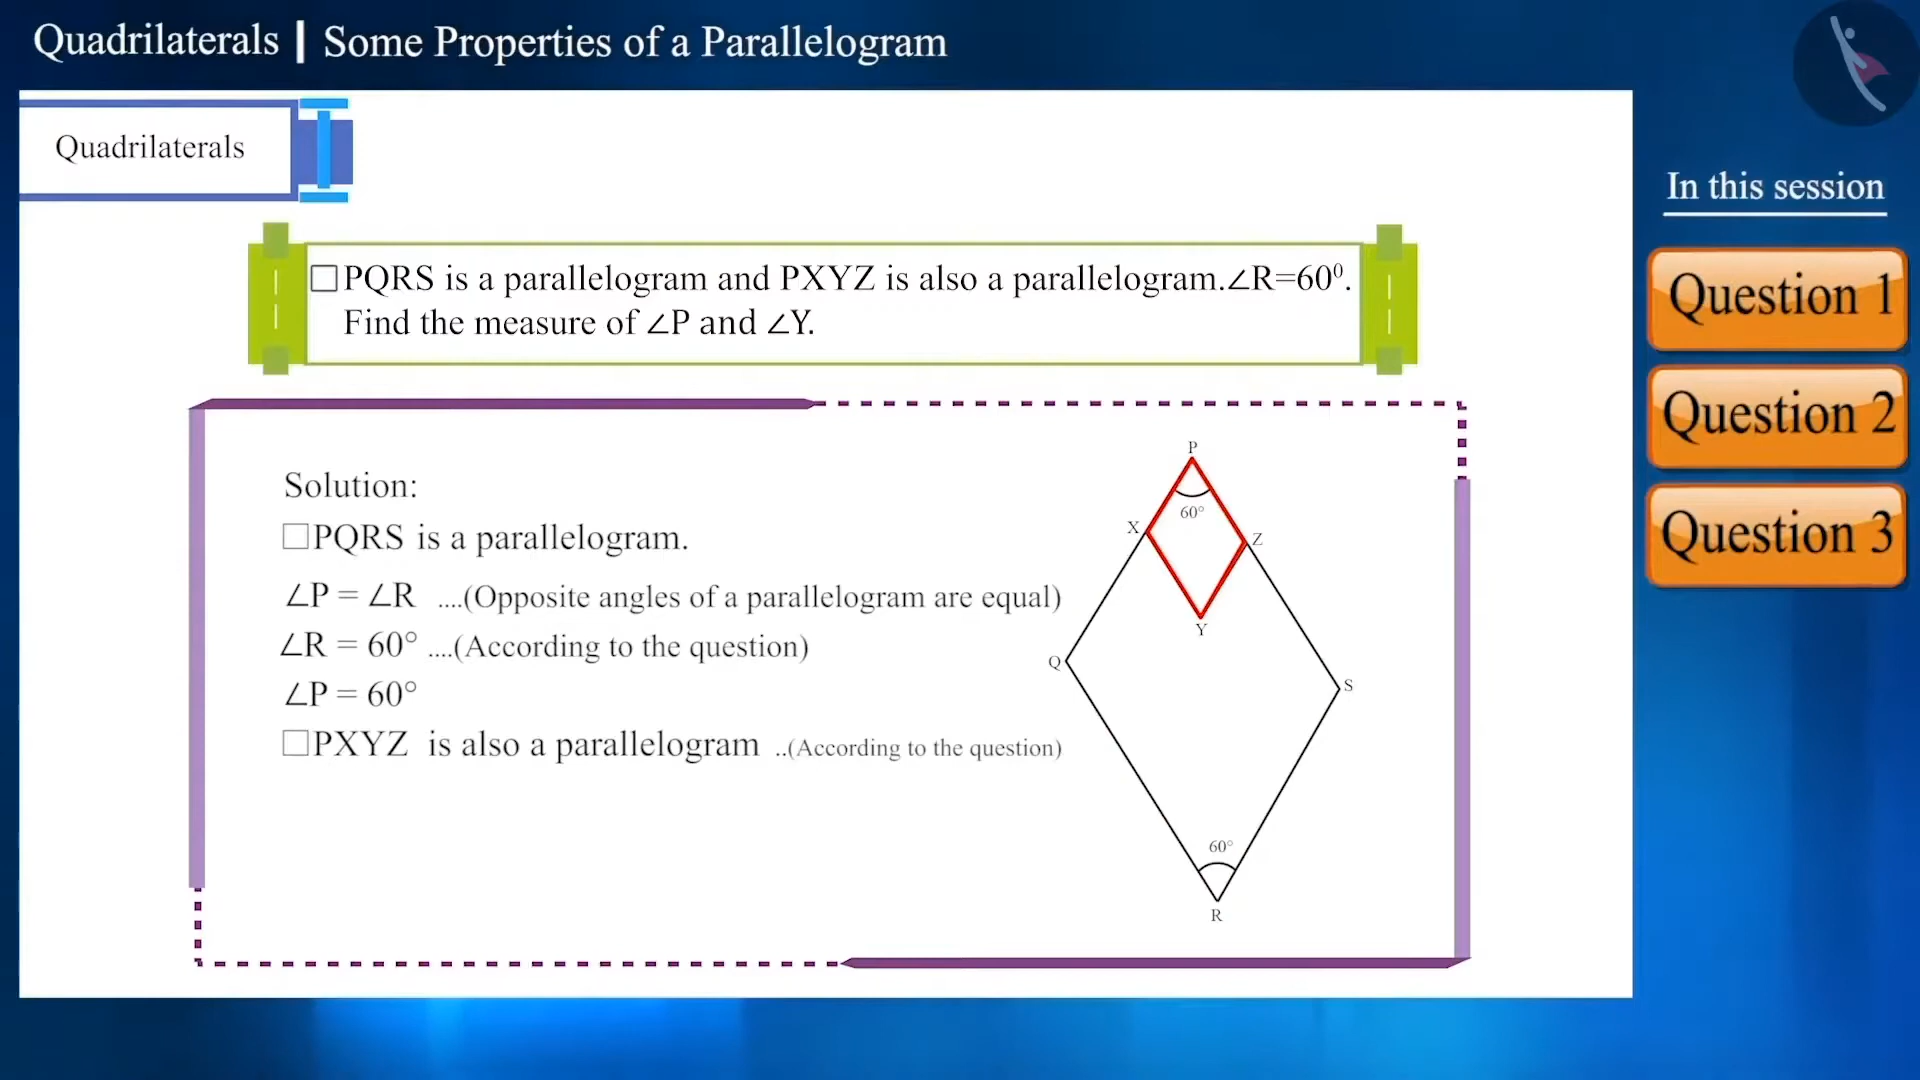 Quadrilaterals | Some Properties of a Parallelogram
Quadrilaterals
In this session
Question 1
Question 2
Question 3
□PQRS is a parallelogram and PXYZ is also a parallelogram.∠R=60⁰.
Find the measure of ∠P and ∠Y.
Solution:
□PQRS is a parallelogram.
∠P = ∠R ....(Opposite angles of a parallelogram are equal)
∠R = 60° ....(According to the question)
∠P = 60°
□PXYZ is also a parallelogram ..(According to the question)
P
60°
X
Z
Y
Q
S
60°
R